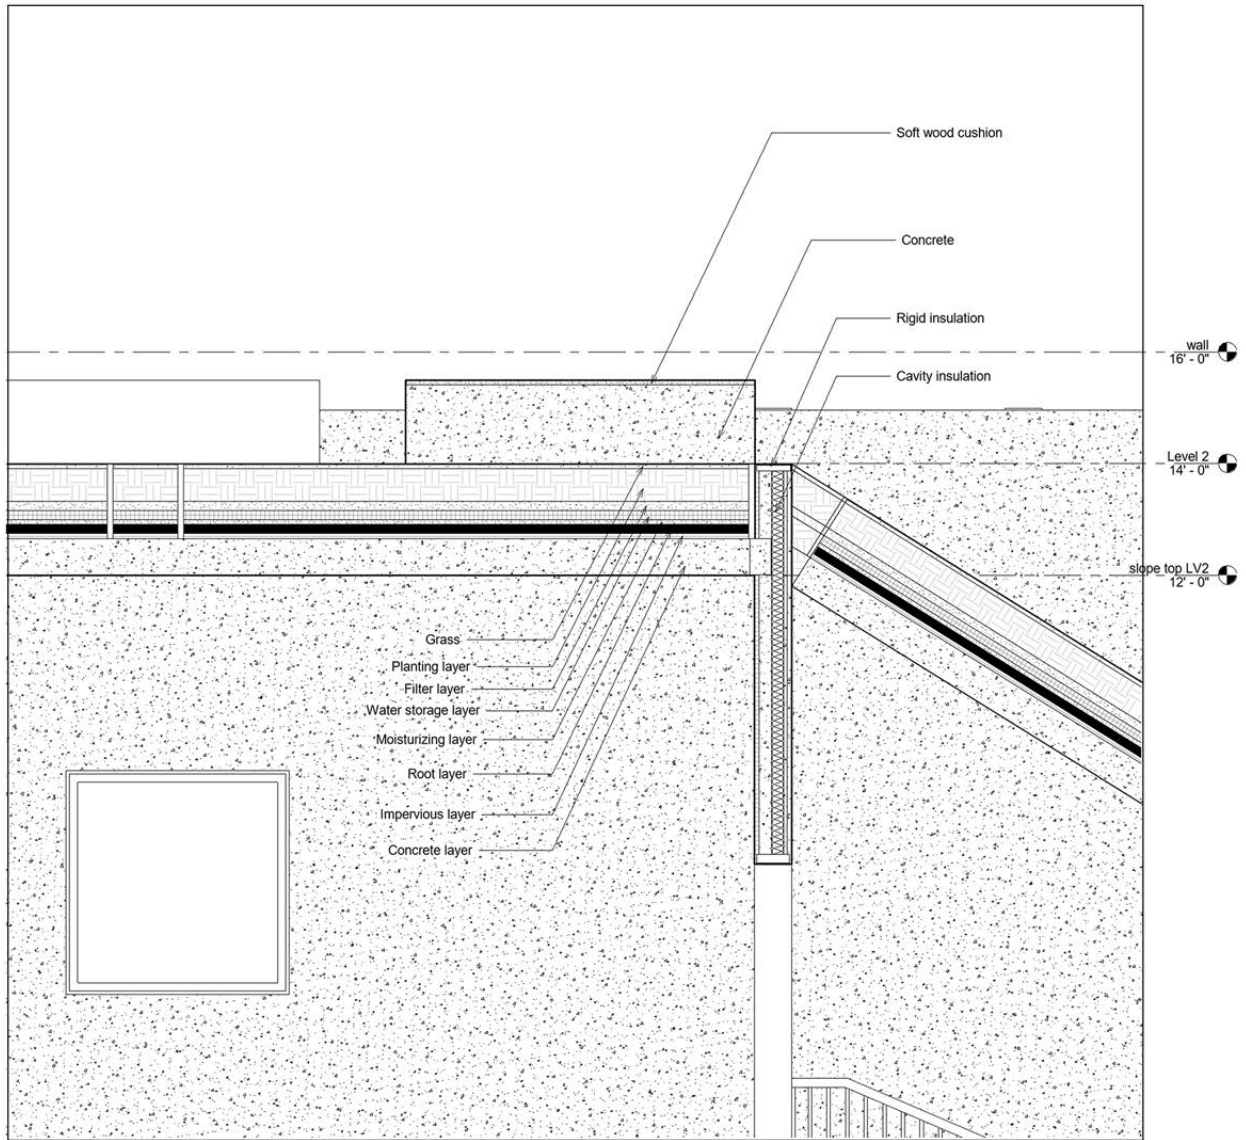 Soft wood cushion
Concrete
Rigid insulation
wall
16' - 0"
Cavity insulation
Level 2
14' - 0"
slope top LV2
12' - 0"
Grass
Planting layer
Filter layer
Water storage layer
Moisturizing layer
Root layer
Impervious layer
Concrete layer